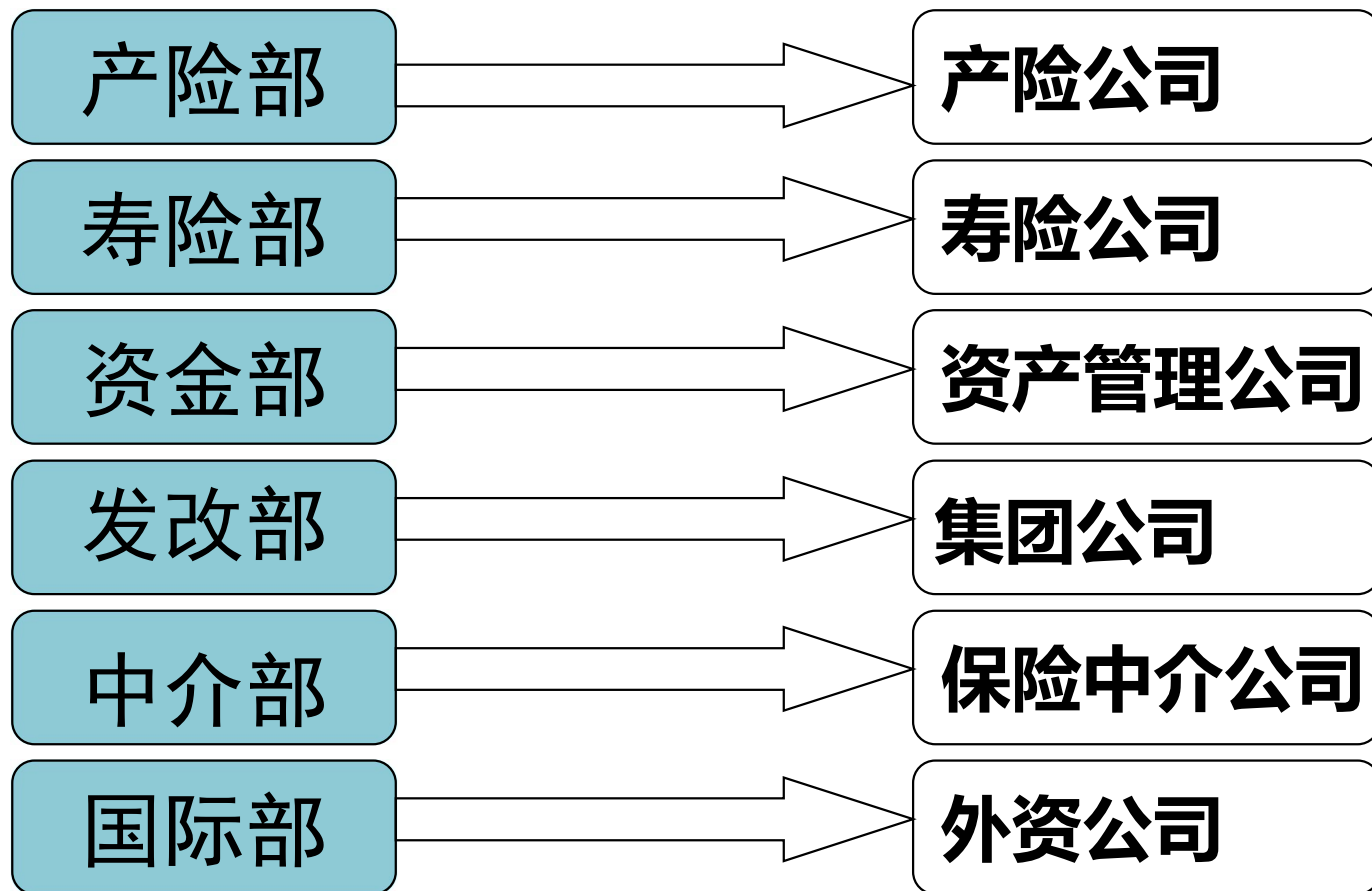 产险部
产险公司
寿险部
寿险公司
资金部
资产管理公司
发改部
集团公司
中介部
保险中介公司
国际部
外资公司